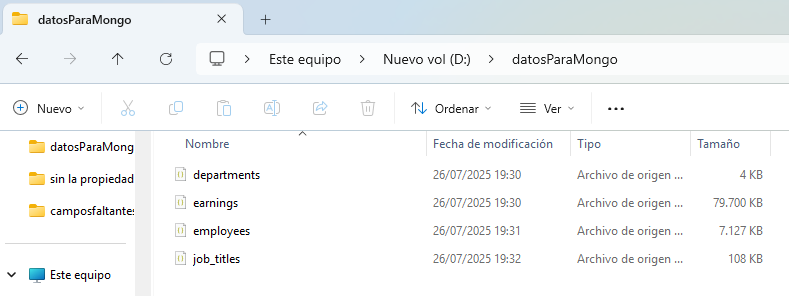 datosParaMongo
Este equipo Nuevo vol (D:) datosParaMongo
Nuevo Ordenar Ver
Nombre Fecha de modificación Tipo Tamaño
datosParaMong
sin la propiedad
camposfaltantes
Este equipo
departments 26/07/2025 19:30 Archivo de origen ... 4 KB
earnings 26/07/2025 19:30 Archivo de origen ... 79.700 KB
employees 26/07/2025 19:31 Archivo de origen ... 7.127 KB
job_titles 26/07/2025 19:32 Archivo de origen ... 108 KB